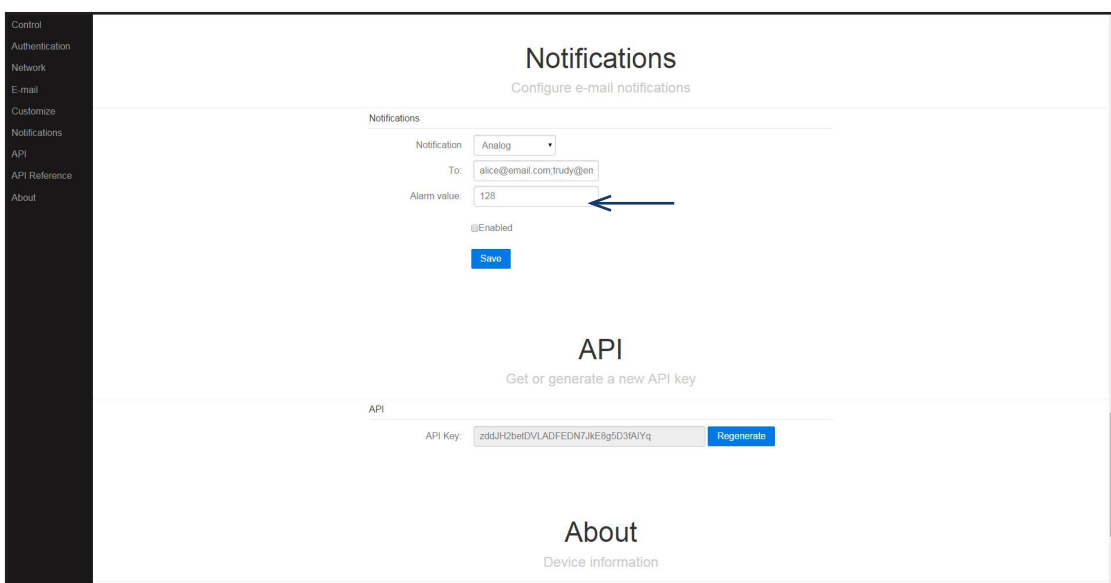 Control
Authentication
Network
E-mail
Customize
Notifications
API
API Reference
About
Notifications
Configure e-mail notifications
Notifications
Notification Analog
To: alice@email.com;trudy@en
Alarm value: 128
Enabled
Save
API
Get or generate a new API key
API
API Key: zddJH2betDVLADFEDN7JkE8g5D3fAIYq Regenerate
About
Device information